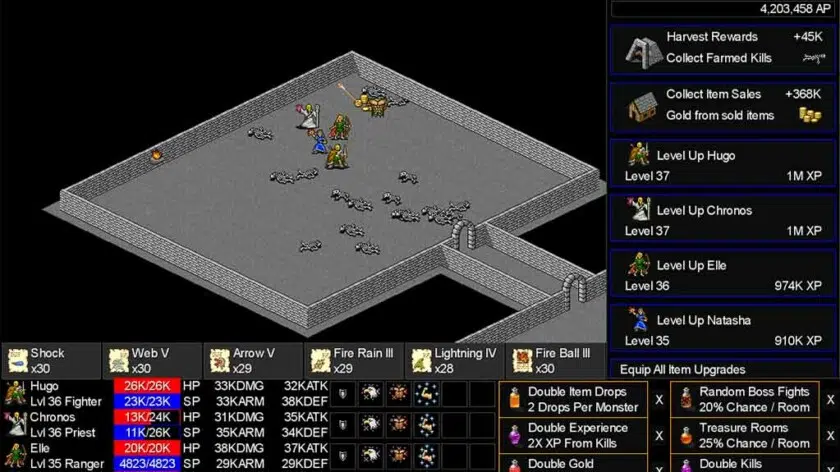 4,203,458 AP
Harvest Rewards +45K
Collect Farmed Kills
Collect Item Sales +368K
Gold from sold items
Level Up Hugo
Level 37 1M XP
Level Up Chronos
Level 37 1M XP
Level Up Elle
Level 36 974K XP
Level Up Natasha
Level 35 910K XP
Equip All Item Upgrades
Shock
x30
Web V
x30
Arrow V
x29
Fire Rain III
x29
Lightning IV
x28
Fire Ball III
x30
Hugo 26K/26K HP 33KDMG 32KATK
Lvl 36 Fighter 23K/23K SP 33KARM 38KDEF
Chronos 13K/24K HP 31KDMG 35KATK
Lvl 36 Priest 11K/26K SP 35KARM 34KDEF
Elle 20K/20K HP 38KDMG 37KATK
Lvl 35 Ranger 4823/4823 SP 29KARM 29KDEF
Double Item Drops
2 Drops Per Monster
X
Random Boss Fights
20% Chance / Room
X
Double Experience
2X XP From Kills
X
Treasure Rooms
25% Chance / Room
X
Double Gold
Double Kills